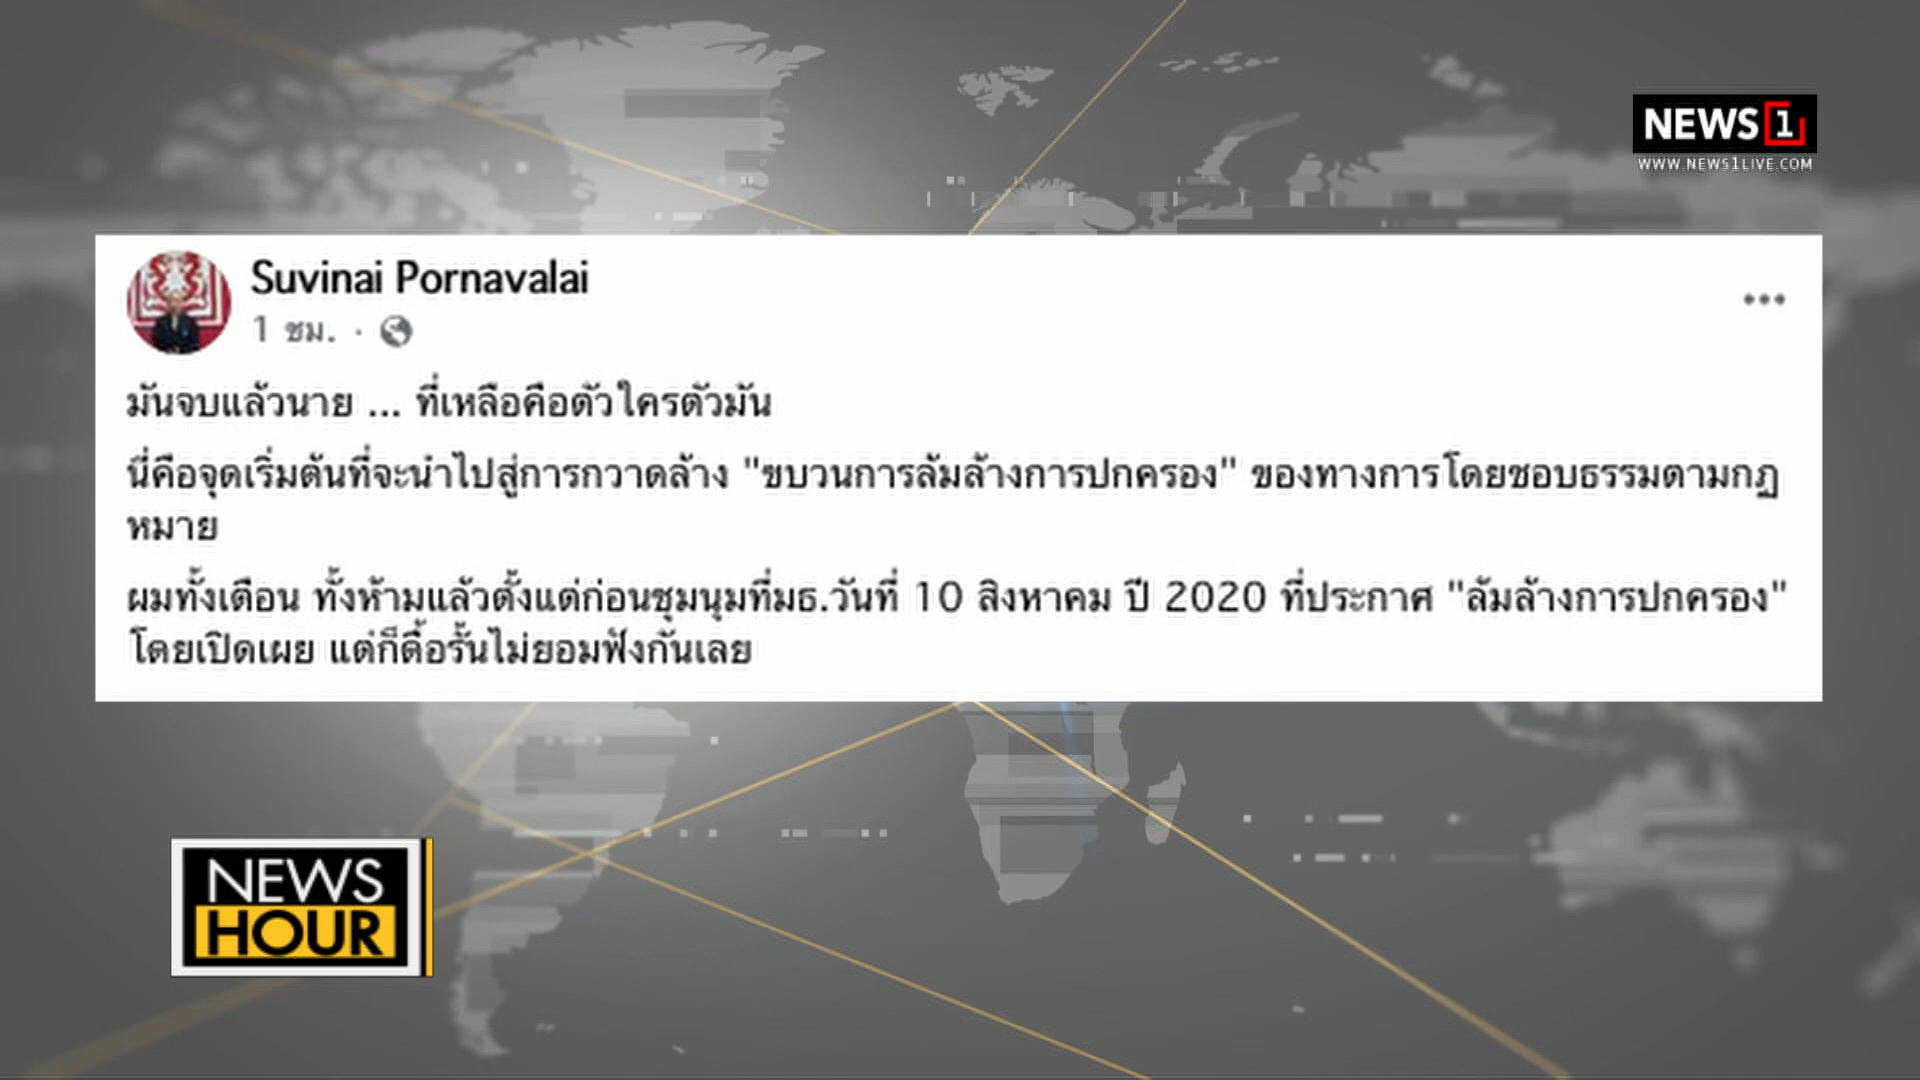 NEWS 1
WWW.NEWS1LIVE.COM
Suvinai Pornavalai
1 ชม. ·
มันจบแล้วนาย ... ที่เหลือคือตัวใครตัวมัน
นี่คือจุดเริ่มต้นที่จะนำไปสู่การกวาดล้าง "ขบวนการล้มล้างการปกครอง" ของทางการโดยชอบธรรมตามกฎ
หมาย
ผมทั้งเตือน ทั้งห้ามแล้วตั้งแต่ก่อนชุมนุมที่มธ.วันที่ 10 สิงหาคม ปี 2020 ที่ประกาศ "ล้มล้างการปกครอง"
โดยเปิดเผย แต่ก็ดื้อรั้นไม่ยอมฟังกันเลย
NEWS
HOUR